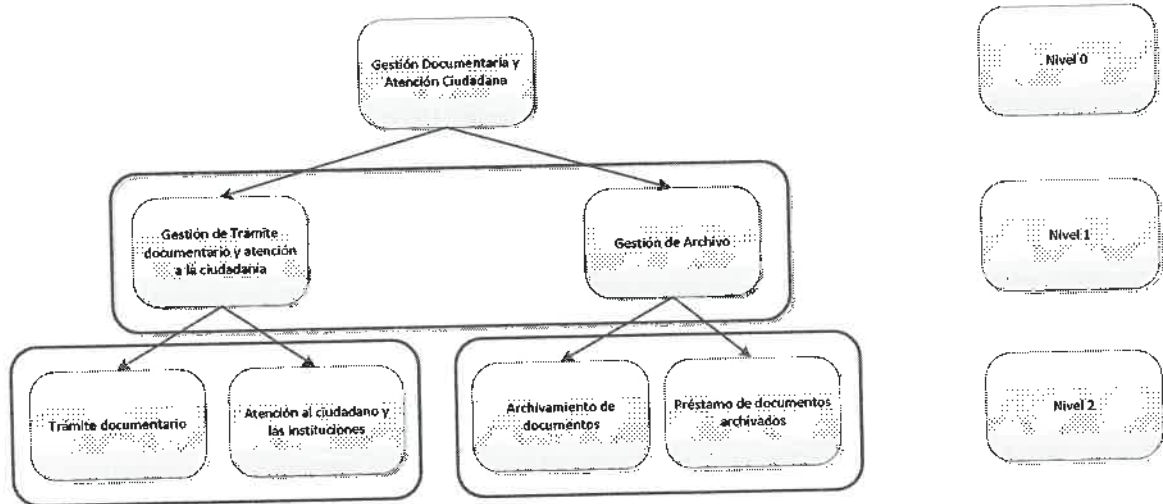 Gestión Documentaria y
Atención Ciudadana
Nivel 0
Gestión de Trámite
documentario y atención
a la ciudadanía
Gestión de Archivo
Nivel 1
Trámite documentario
Atención al ciudadano y
las instituciones
Archivamiento de
documentos
Préstamo de documentos
archivados
Nivel 2